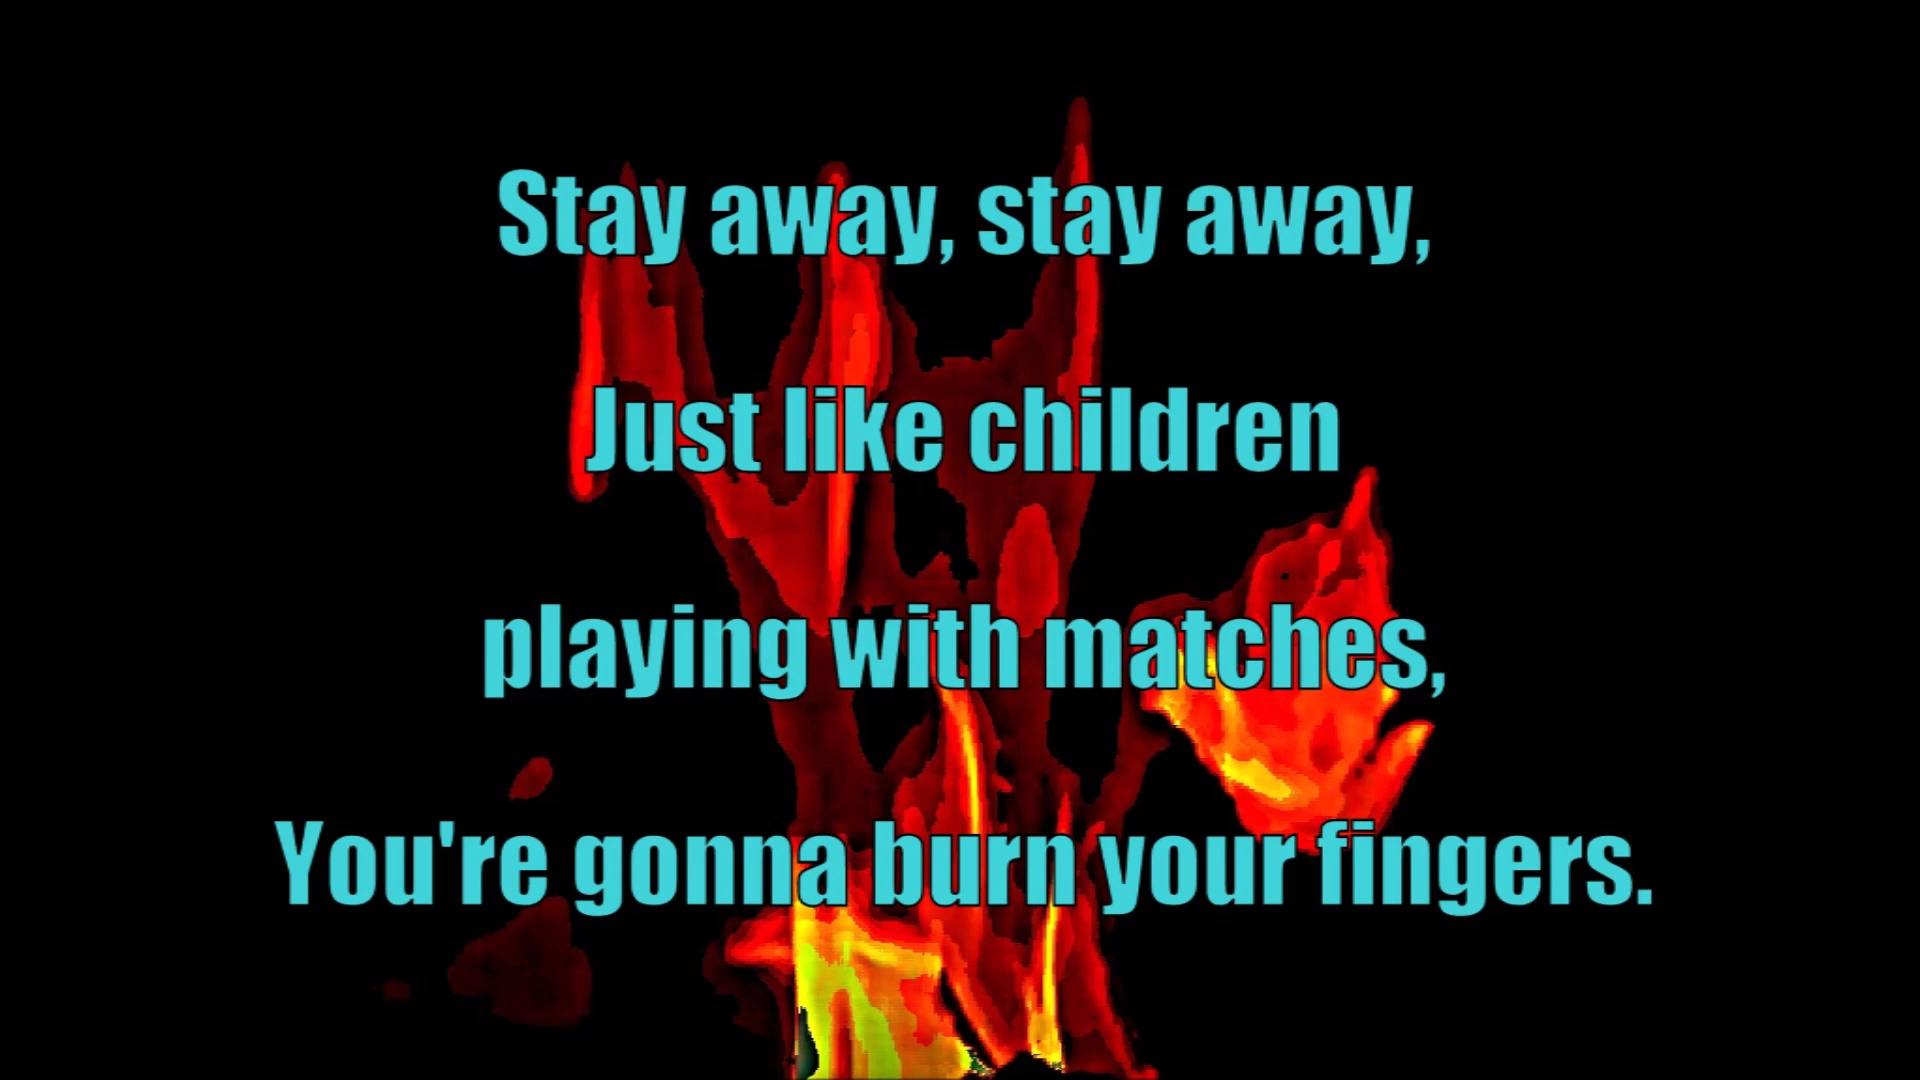 Stay away, stay away,
Just like children
playing with matches,
You're gonna burn your fingers.